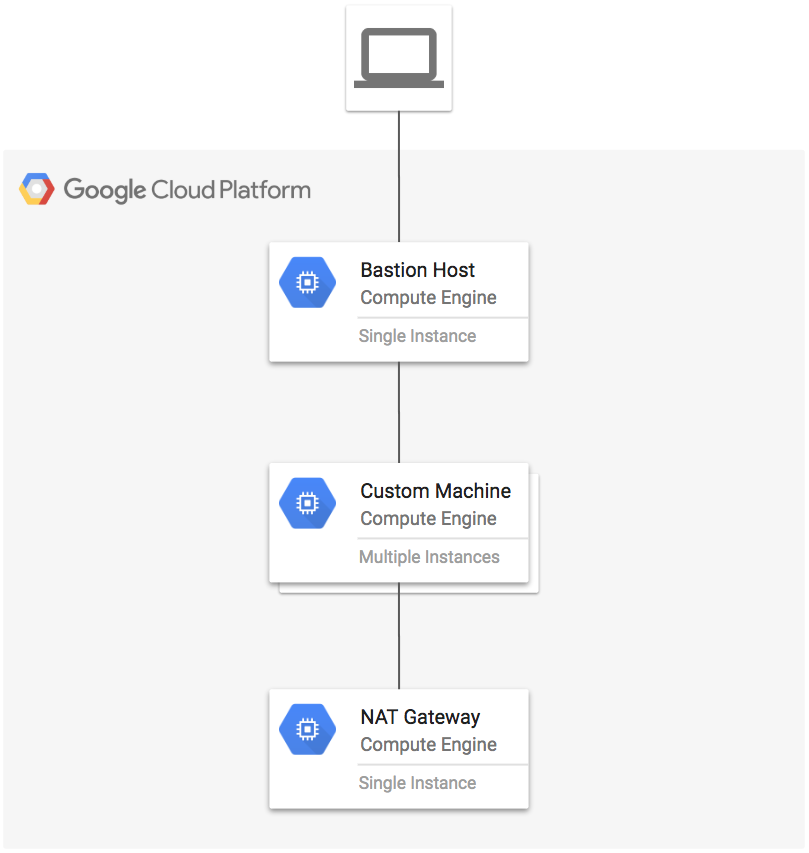 Google Cloud Platform
Bastion Host
Compute Engine
Single Instance
Custom Machine
Compute Engine
Multiple Instances
NAT Gateway
Compute Engine
Single Instance